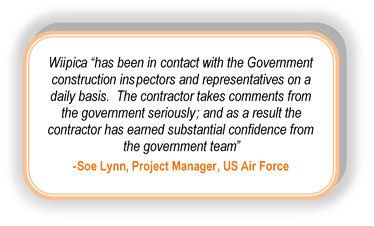 Wiipica “has been in contact with the Government
construction inspectors and representatives on a
daily basis.  The contractor takes comments from
the government seriously; and as a result the
contractor has earned substantial confidence from
the government team”
-Soe Lynn, Project Manager, US Air Force